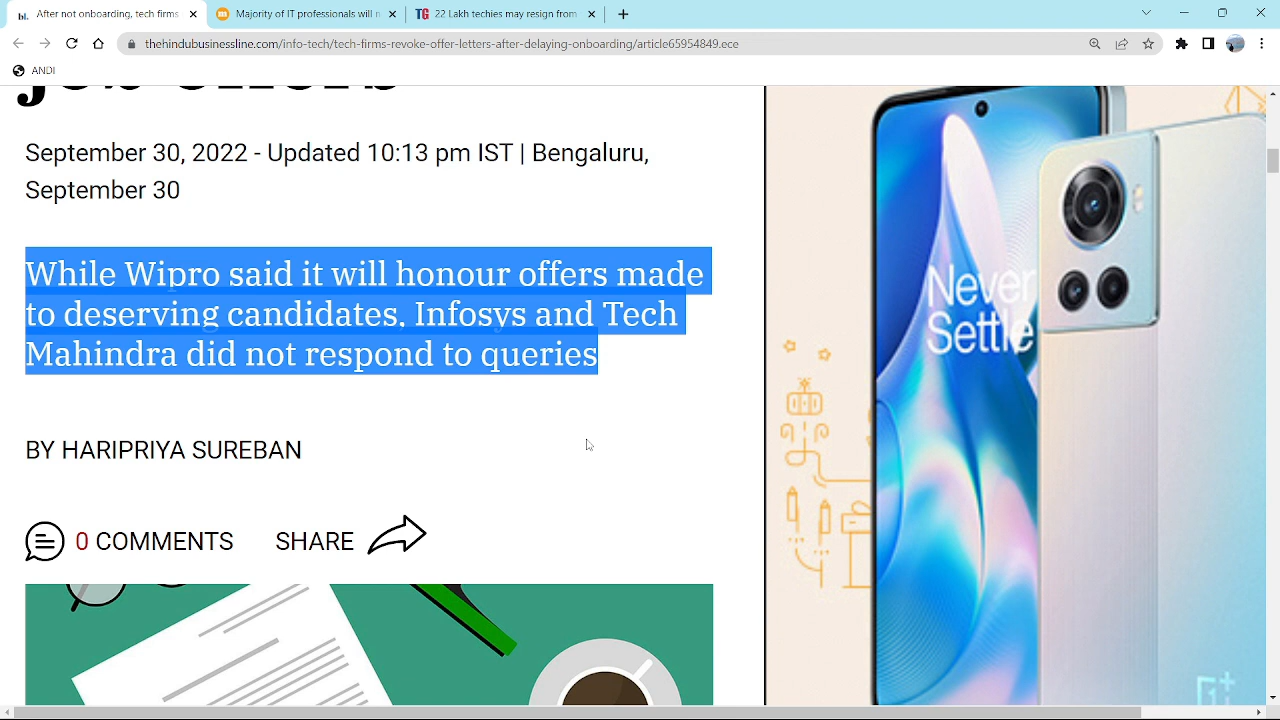 After not onboarding, tech firms
Majority of IT professionals will n
22 Lakh techies may resign from
thehindubusinessline.com/info-tech/tech-firms-revoke-offer-letters-after-delaying-onboarding/article65954849.ece
ANDI
job offers
September 30, 2022 - Updated 10:13 pm IST | Bengaluru,
September 30
While Wipro said it will honour offers made
to deserving candidates, Infosys and Tech
Mahindra did not respond to queries
BY HARIPRIYA SUREBAN
0 COMMENTS SHARE
Never
Settle